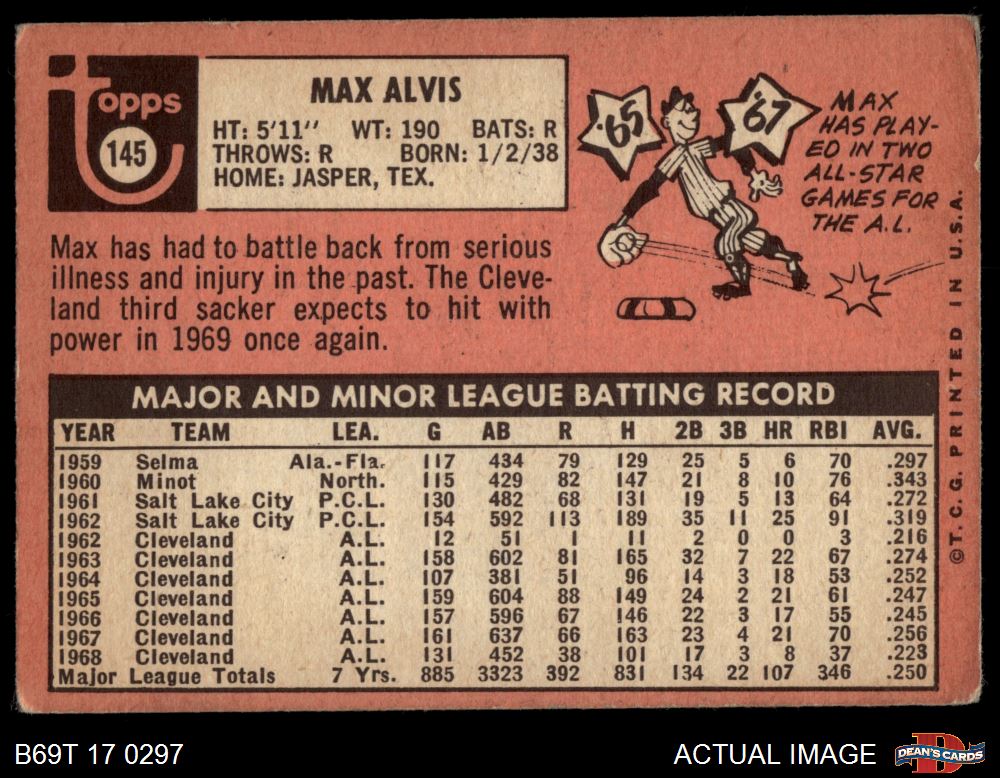 Topps
145
MAX ALVIS
HT: 5'11" WT: 190 BATS: R
THROWS: R BORN: 1/2/38
HOME: JASPER, TEX.
'65
'67
MAX
HAS PLAY-
ED IN TWO
ALL-STAR
GAMES FOR
THE A.L.
Max has had to battle back from serious
illness and injury in the past. The Cleve-
land third sacker expects to hit with
power in 1969 once again.
MAJOR AND MINOR LEAGUE BATTING RECORD
YEAR TEAM LEA. G AB R H 2B 3B HR RBI AVG.
1959 Selma Ala.-Fla. 117 434 79 129 25 5 6 70 .297
1960 Minot North. 115 429 82 147 21 8 10 76 .343
1961 Salt Lake City P.C.L. 130 482 68 131 19 5 13 64 .272
1962 Salt Lake City P.C.L. 154 592 113 189 35 11 25 91 .319
1962 Cleveland A.L. 12 51 1 11 2 0 0 3 .216
1963 Cleveland A.L. 158 602 81 165 32 7 22 67 .274
1964 Cleveland A.L. 107 381 51 96 14 3 18 53 .252
1965 Cleveland A.L. 159 604 88 149 24 2 21 61 .247
1966 Cleveland A.L. 157 596 67 146 22 3 17 55 .245
1967 Cleveland A.L. 161 637 66 163 23 4 21 70 .256
1968 Cleveland A.L. 131 452 38 101 17 3 8 37 .223
Major League Totals 7 Yrs. 885 3323 392 831 134 22 107 346 .250
©T.C.G. PRINTED IN U.S.A.
B69T 17 0297
ACTUAL IMAGE
D
DEAN'S CARDS